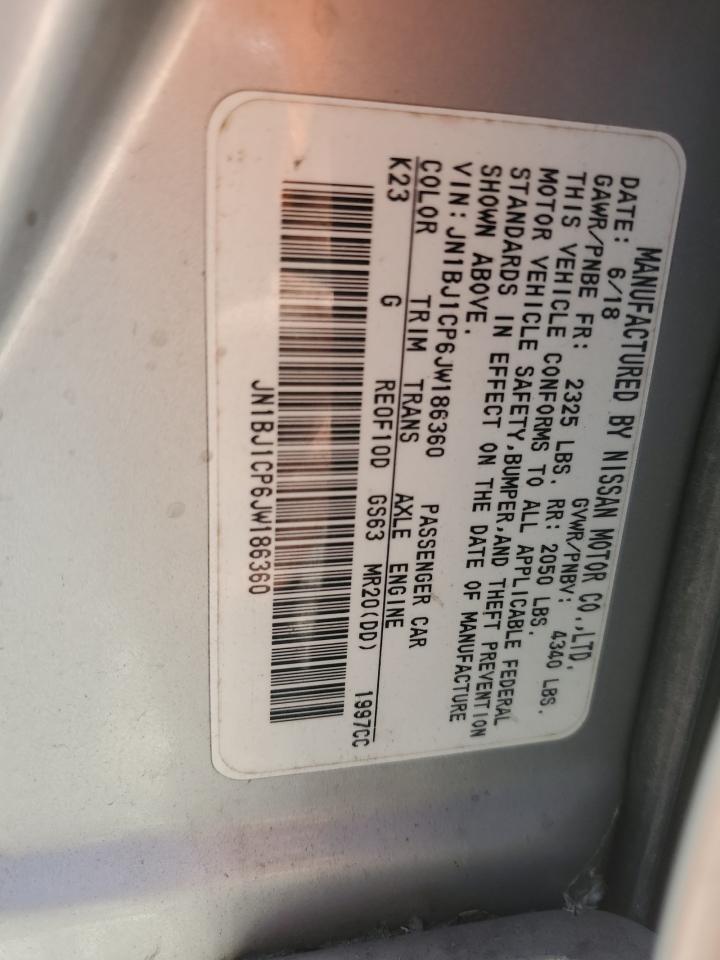 MANUFACTURED BY NISSAN MOTOR CO.,LTD.
DATE: 6/18 GVWR/PNBV: 4340 LBS.
GAWR/PNBE FR: 2325 LBS. RR: 2050 LBS.
THIS VEHICLE CONFORMS TO ALL APPLICABLE FEDERAL
MOTOR VEHICLE SAFETY,BUMPER,AND THEFT PREVENTION
STANDARDS IN EFFECT ON THE DATE OF MANUFACTURE
SHOWN ABOVE.
VIN: JN1BJ1CP6JW186360 PASSENGER CAR
COLOR TRIM TRANS AXLE ENGINE
K23 G RE0F10D GS63 MR20(DD) 1997CC
JN1BJ1CP6JW186360